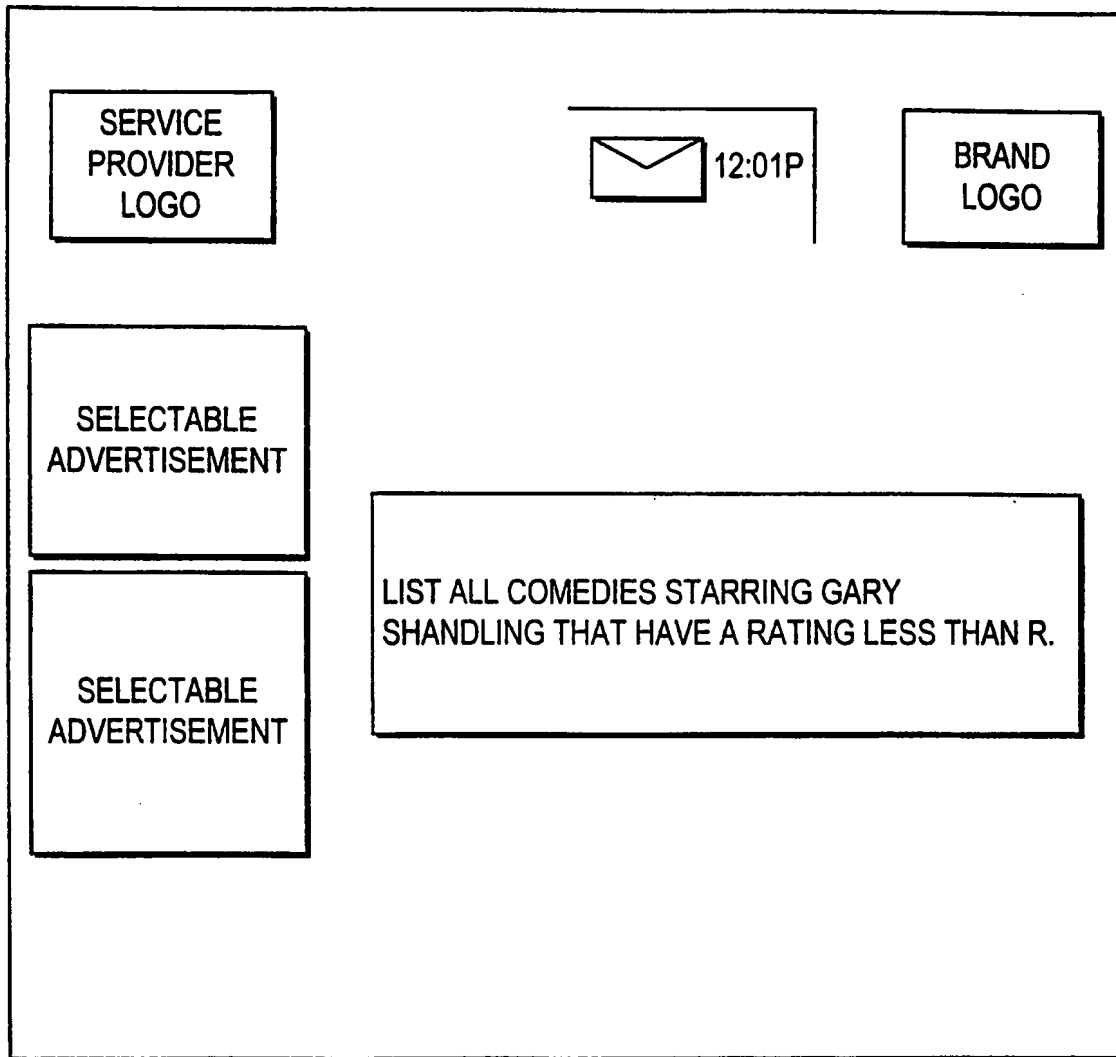 SERVICE
PROVIDER
LOGO
12:01P
BRAND
LOGO
SELECTABLE
ADVERTISEMENT
LIST ALL COMEDIES STARRING GARY
SHANDLING THAT HAVE A RATING LESS THAN R.
SELECTABLE
ADVERTISEMENT